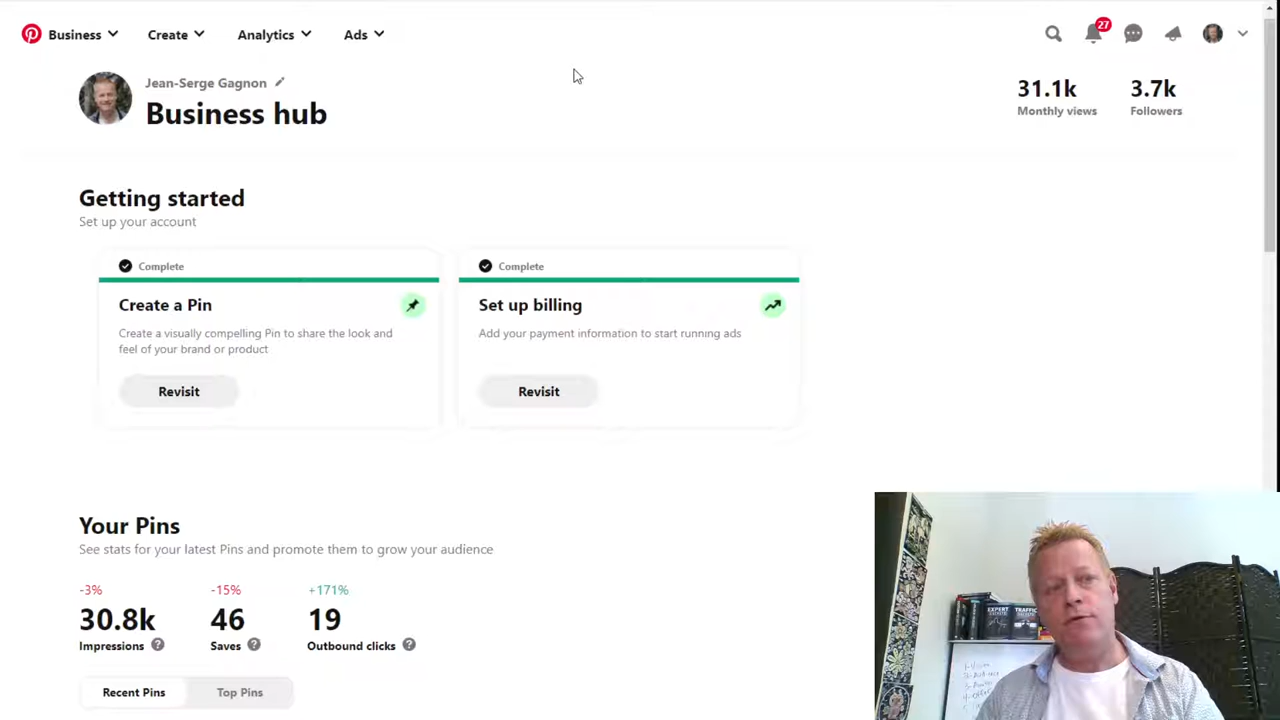 Business Create Analytics Ads 27
Jean-Serge Gagnon
Business hub
31.1k 3.7k
Monthly views Followers
Getting started
Set up your account
Complete Complete
Create a Pin Set up billing
Create a visually compelling Pin to share the look and Add your payment information to start running ads
feel of your brand or product
Revisit Revisit
Your Pins
See stats for your latest Pins and promote them to grow your audience
-3% -15% +171%
30.8k 46 19
Impressions ? Saves ? Outbound clicks ?
Recent Pins Top Pins
EXPERT TRAFFIC